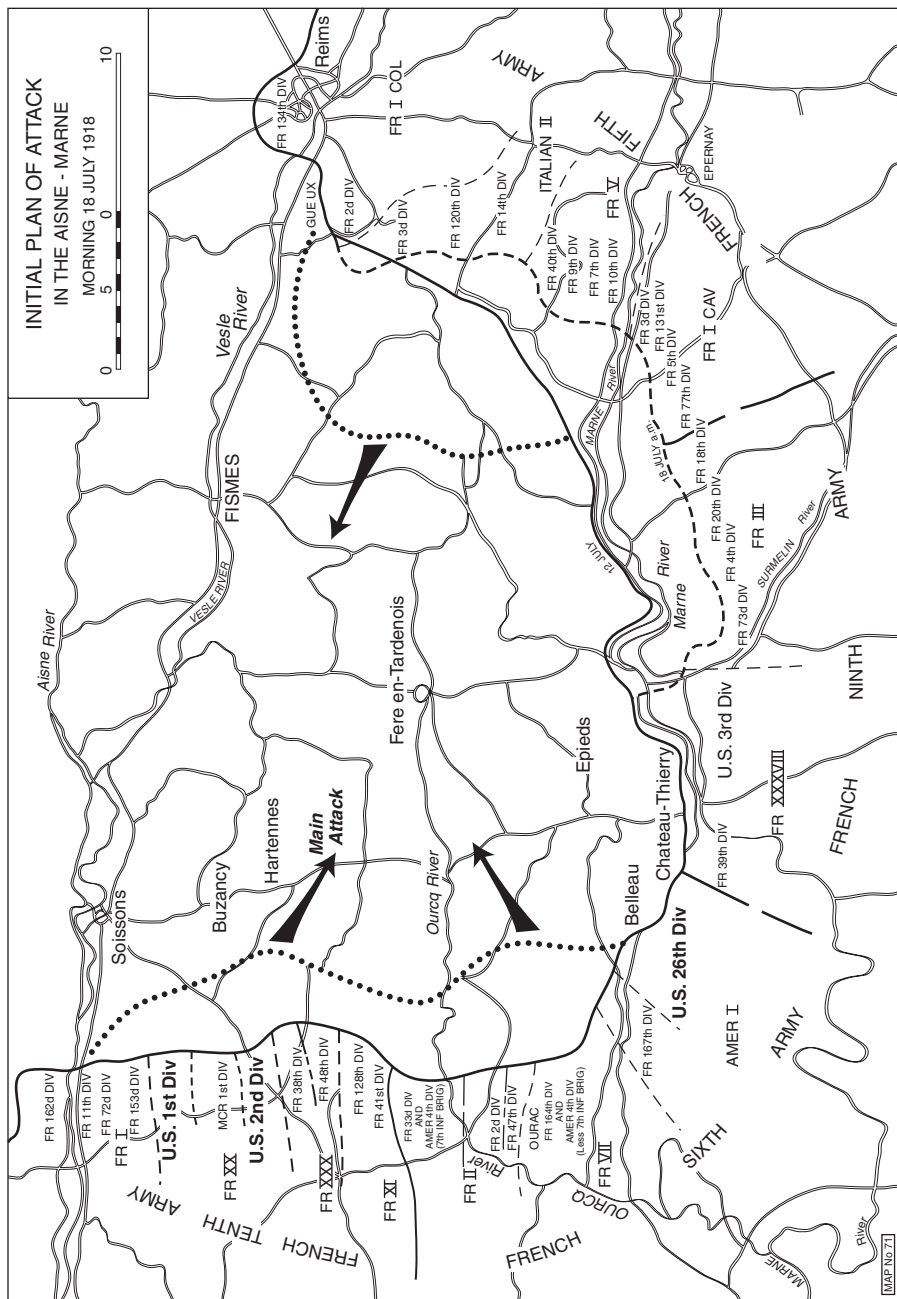 INITIAL PLAN OF ATTACK
IN THE AISNE - MARNE
MORNING 18 JULY 1918
10 5 0 10
Aisne River
Vesle
River
VESLE RIVER
FISMES
Reims
FR 134th DIV
FR I COL
GUE UX
FR 2d DIV
FR 3d DIV
FR 120th DIV
FR 14th DIV
ITALIAN II
FR 40th DIV
FR 9th DIV
FR 7th DIV
FR 10th DIV
FR V
FRENCH
FIFTH
ARMY
EPERNAY
FR 3d DIV
FR 131st DIV
FR 5th DIV
FR 77th DIV
FR I CAV
FR 18th DIV
FR 20th DIV
FR 4th DIV
FR 73d DIV
FR III
18 JULY a.m.
12 JULY
MARNE River
Marne
River
SURMELIN River
Soissons
Buzancy
Hartennes
Main
Attack
Fere en-Tardenois
Ourcq River
Epieds
Belleau
Chateau-Thierry
FR 162d DIV
FR 11th DIV
FR 72d DIV
FR I
FR 153d DIV
U.S. 1st Div
MCR 1st DIV
FR XX
U.S. 2nd Div
FR 38th DIV
FR 48th DIV
FR XXX
FR 128th DIV
FR 41st DIV
FR XI
FRENCH
TENTH
ARMY
FR 33d DIV
AND
AMER 4th DIV
(7th INF BRIG)
FR II
FR 2d DIV
FR 47th DIV
OURAC
FR 164th DIV
AND
AMER 4th DIV
(Less 7th INF BRIG)
FR VII
OURCQ
River
FR 167th DIV
U.S. 26th Div
AMER I
FRENCH
SIXTH
ARMY
FR 39th DIV
U.S. 3rd Div
FR XXXVIII
FRENCH
NINTH
ARMY
MARNE
River
MAP No 71